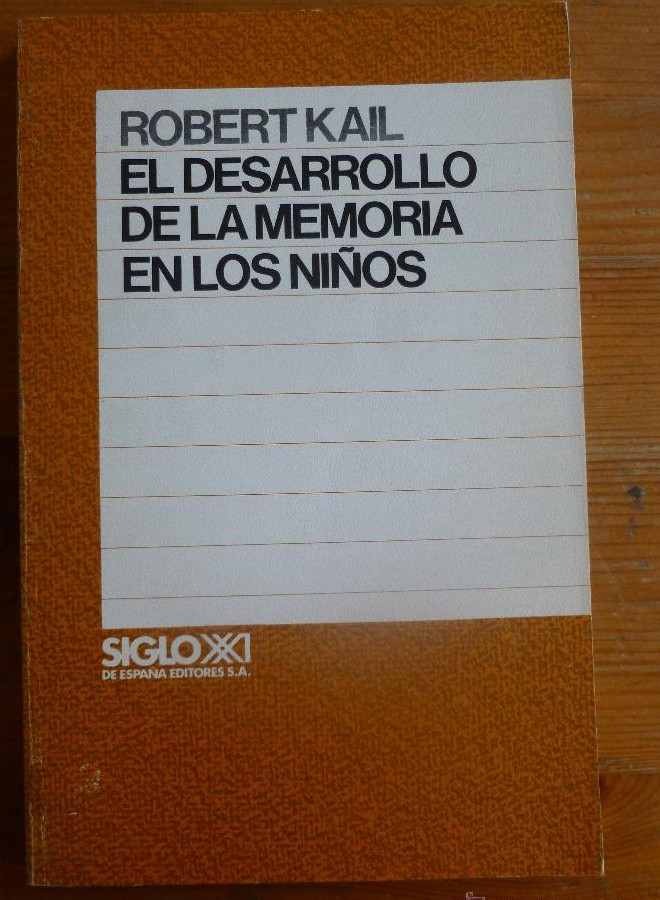 ROBERT KAIL
EL DESARROLLO
DE LA MEMORIA
EN LOS NIÑOS
SIGLO XXI
DE ESPAÑA EDITORES S.A.